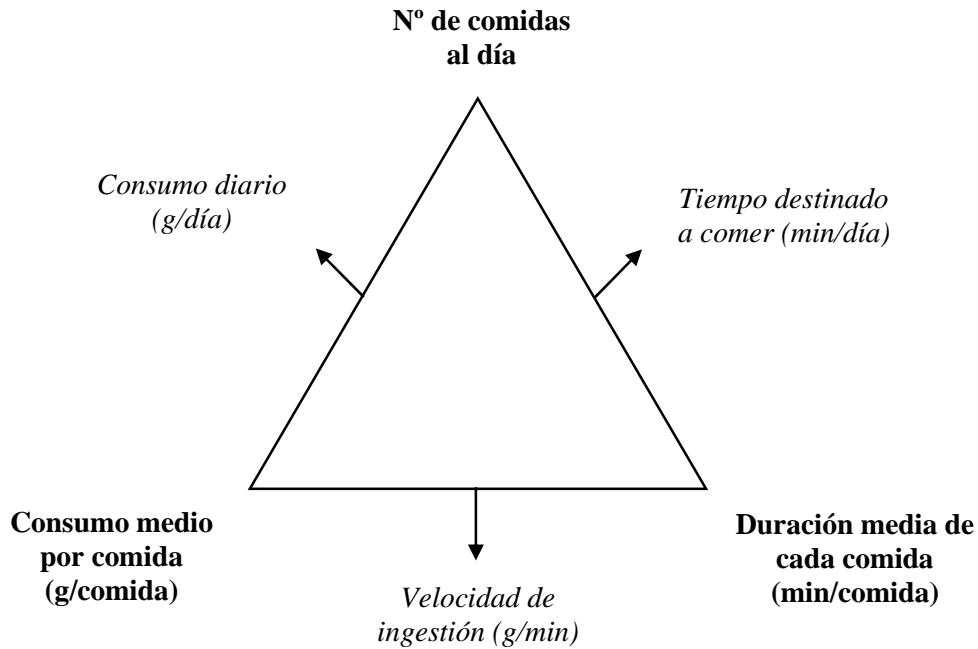 Nº de comidas
al día
Consumo diario
(g/día)
Tiempo destinado
a comer (min/día)
Consumo medio
por comida
(g/comida)
Duración media de
cada comida
(min/comida)
Velocidad de
ingestión (g/min)